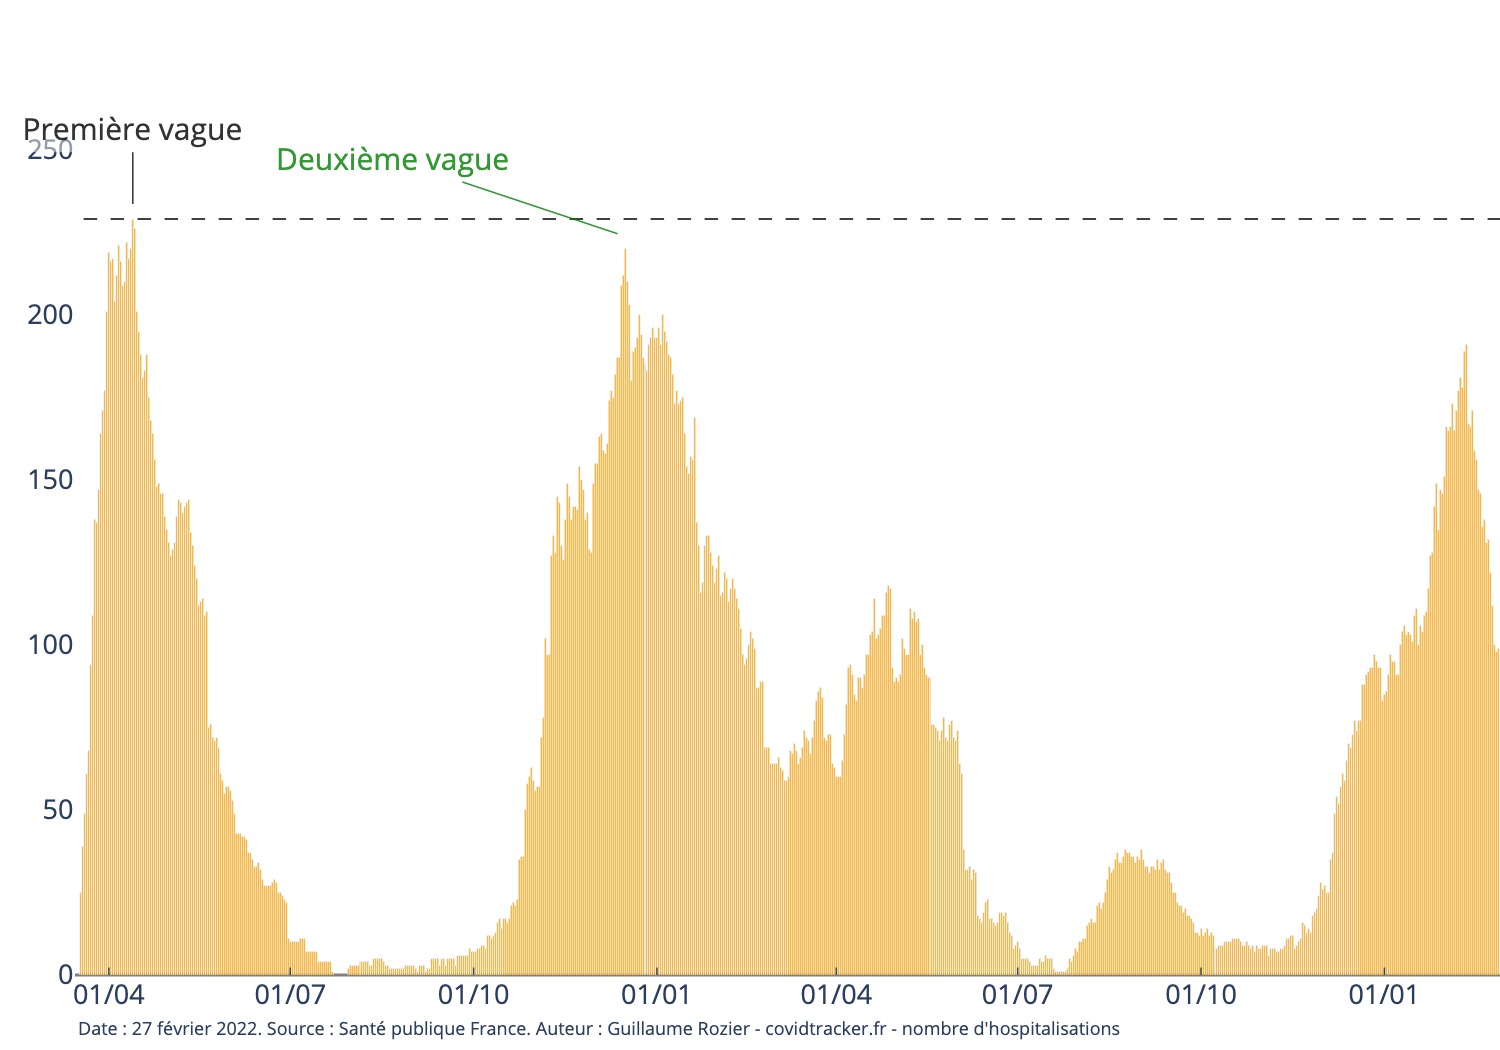 Première vague
250
Deuxième vague
200
150
100
50
0
01/04 01/07 01/10 01/01 01/04 01/07 01/10 01/01
Date : 27 février 2022. Source : Santé publique France. Auteur : Guillaume Rozier - covidtracker.fr - nombre d'hospitalisations